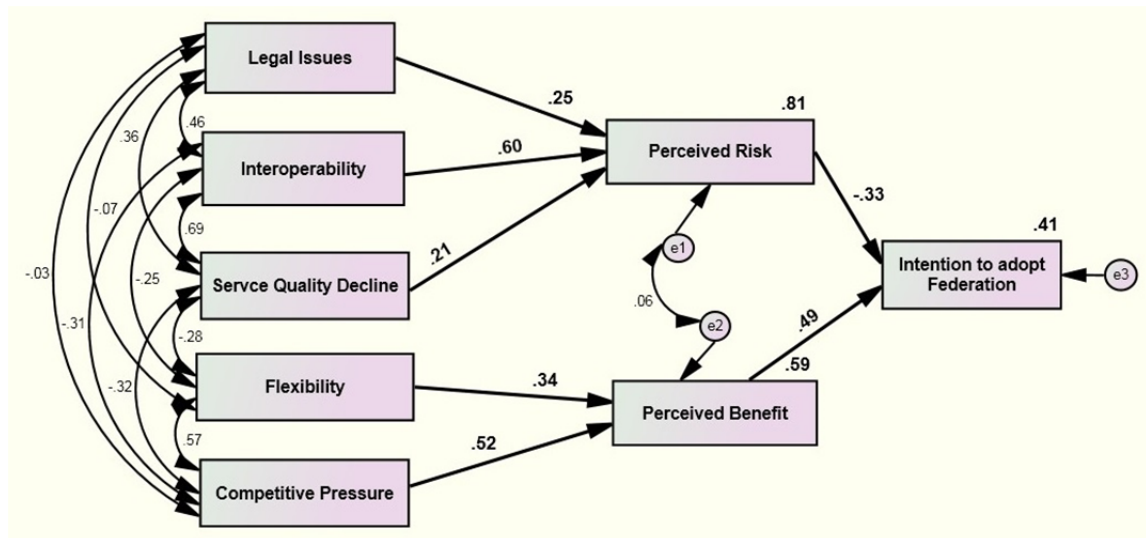 Legal Issues
.25
.81
.46
.36
Interoperability
.60
Perceived Risk
-.07
-.33
.69
.21
.41
e1
-.03
-.25
Servce Quality Decline
Intention to adopt
Federation
e3
.06
-.31
e2
-.28
.49
-.32
Flexibility
.34
.59
Perceived Benefit
.57
.52
Competitive Pressure